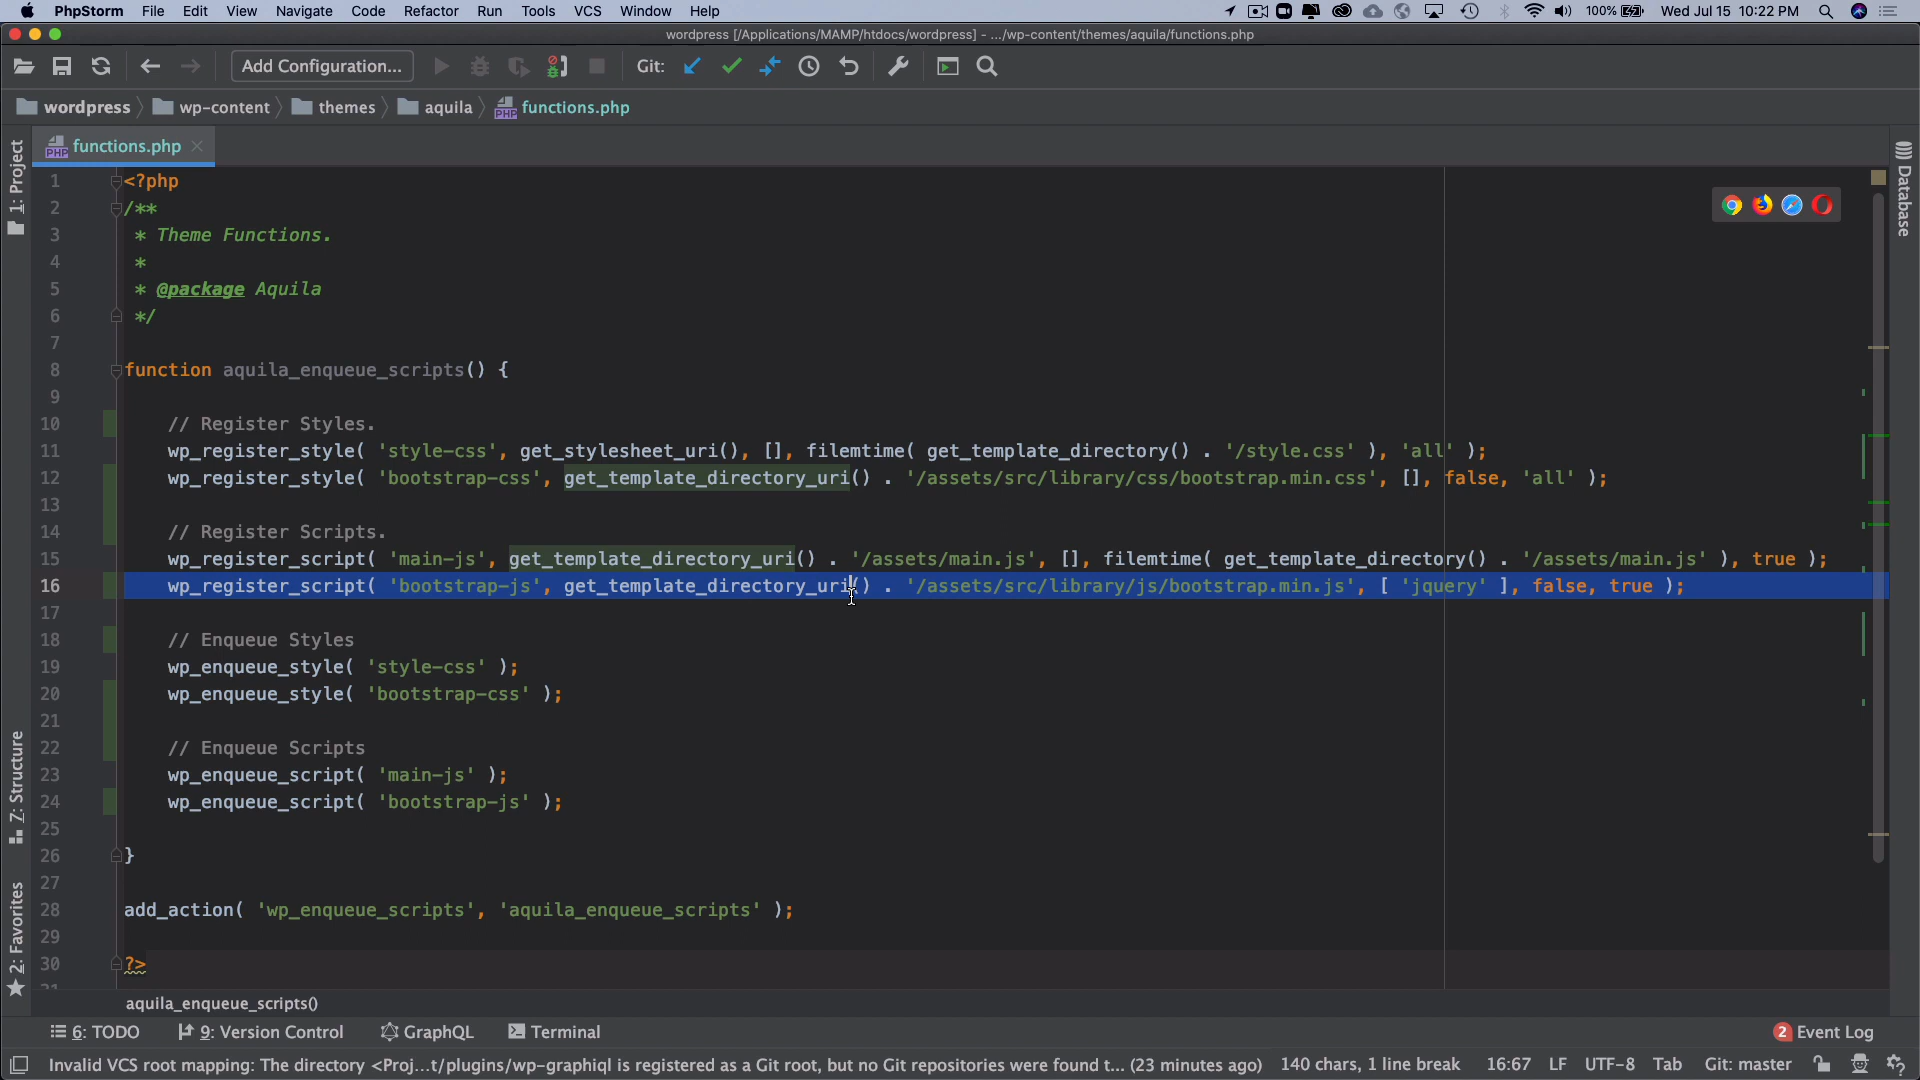 PhpStorm File Edit View Navigate Code Refactor Run Tools VCS Window Help 100% Wed Jul 15 10:22 PM
wordpress [/Applications/MAMP/htdocs/wordpress] - .../wp-content/themes/aquila/functions.php
Add Configuration... Git:
wordpress wp-content themes aquila functions.php
functions.php
1: Project
Database
1 <?php
2 /**
3 * Theme Functions.
4 *
5 * @package Aquila
6 */
7
8 function aquila_enqueue_scripts() {
9
10 // Register Styles.
11 wp_register_style( 'style-css', get_stylesheet_uri(), [], filemtime( get_template_directory() . '/style.css' ), 'all' );
12 wp_register_style( 'bootstrap-css', get_template_directory_uri() . '/assets/src/library/css/bootstrap.min.css', [], false, 'all' );
13
14 // Register Scripts.
15 wp_register_script( 'main-js', get_template_directory_uri() . '/assets/main.js', [], filemtime( get_template_directory() . '/assets/main.js' ), true );
16 wp_register_script( 'bootstrap-js', get_template_directory_uri() . '/assets/src/library/js/bootstrap.min.js', [ 'jquery' ], false, true );
17
18 // Enqueue Styles
19 wp_enqueue_style( 'style-css' );
20 wp_enqueue_style( 'bootstrap-css' );
21
22 // Enqueue Scripts
23 wp_enqueue_script( 'main-js' );
24 wp_enqueue_script( 'bootstrap-js' );
25
26 }
27
28 add_action( 'wp_enqueue_scripts', 'aquila_enqueue_scripts' );
29
30 ?>
31
Z: Structure
2: Favorites
aquila_enqueue_scripts()
6: TODO 9: Version Control GraphQL Terminal 2 Event Log
Invalid VCS root mapping: The directory <Proj...t/plugins/wp-graphiql is registered as a Git root, but no Git repositories were found t... (23 minutes ago) 140 chars, 1 line break 16:67 LF UTF-8 Tab Git: master